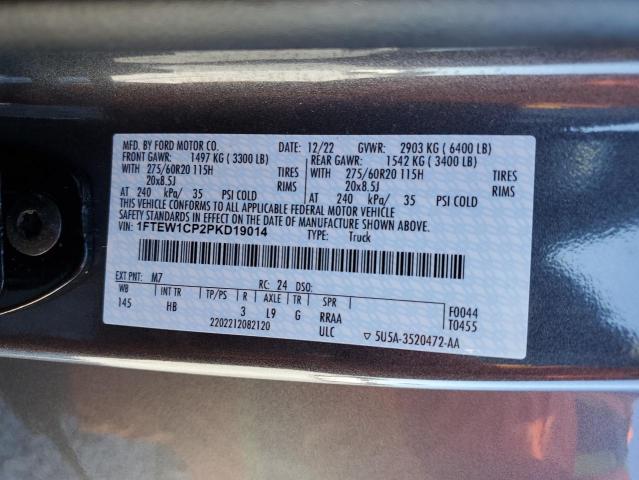 MFD. BY FORD MOTOR CO. 12/22 GVWR: 2903 KG ( 6400 LB)
FRONT GAWR: 1497 KG ( 3300 LB) REAR GAWR: 1542 KG ( 3400 LB)
WITH 275/60R20 115H TIRES WITH 275/60R20 115H TIRES
20x8.5J RIMS 20x8.5J RIMS
AT 240 kPa/ 35 PSI COLD AT 240 kPa/ 35 PSI COLD
THIS VEHICLE CONFORMS TO ALL APPLICABLE FEDERAL MOTOR VEHICLE
SAFETY STANDARDS IN EFFECT ON THE DATE OF MANUFACTURE SHOWN ABOVE.
VIN: 1FTEW1CP2PKD19014 TYPE: Truck
EXT PNT: M7 RC: 24 DSO:
WB INT TR TP/PS R AXLE TR SPR F0044
145 HB 3 L9 G RRAA T0455
2202212082120 ULC ▽ 5U5A-3520472-AA